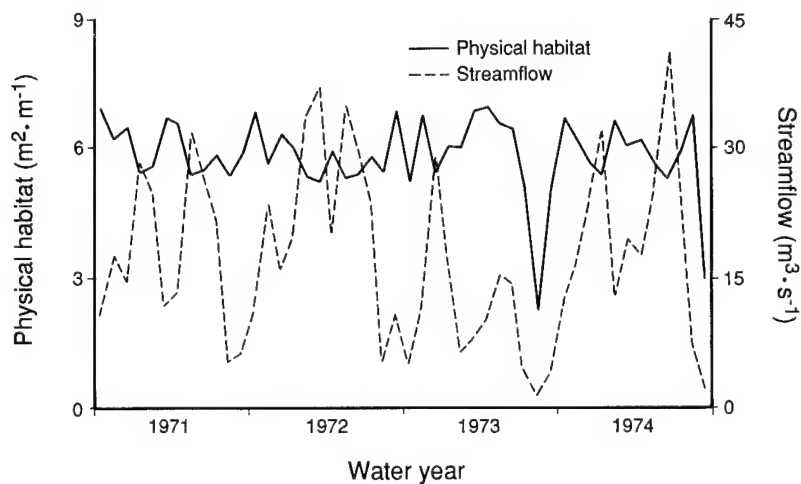 9
6
3
0
Physical habitat (m²· m⁻¹)
Physical habitat
Streamflow
45
30
15
0
Streamflow (m³· s⁻¹)
1971
1972
1973
1974
Water year